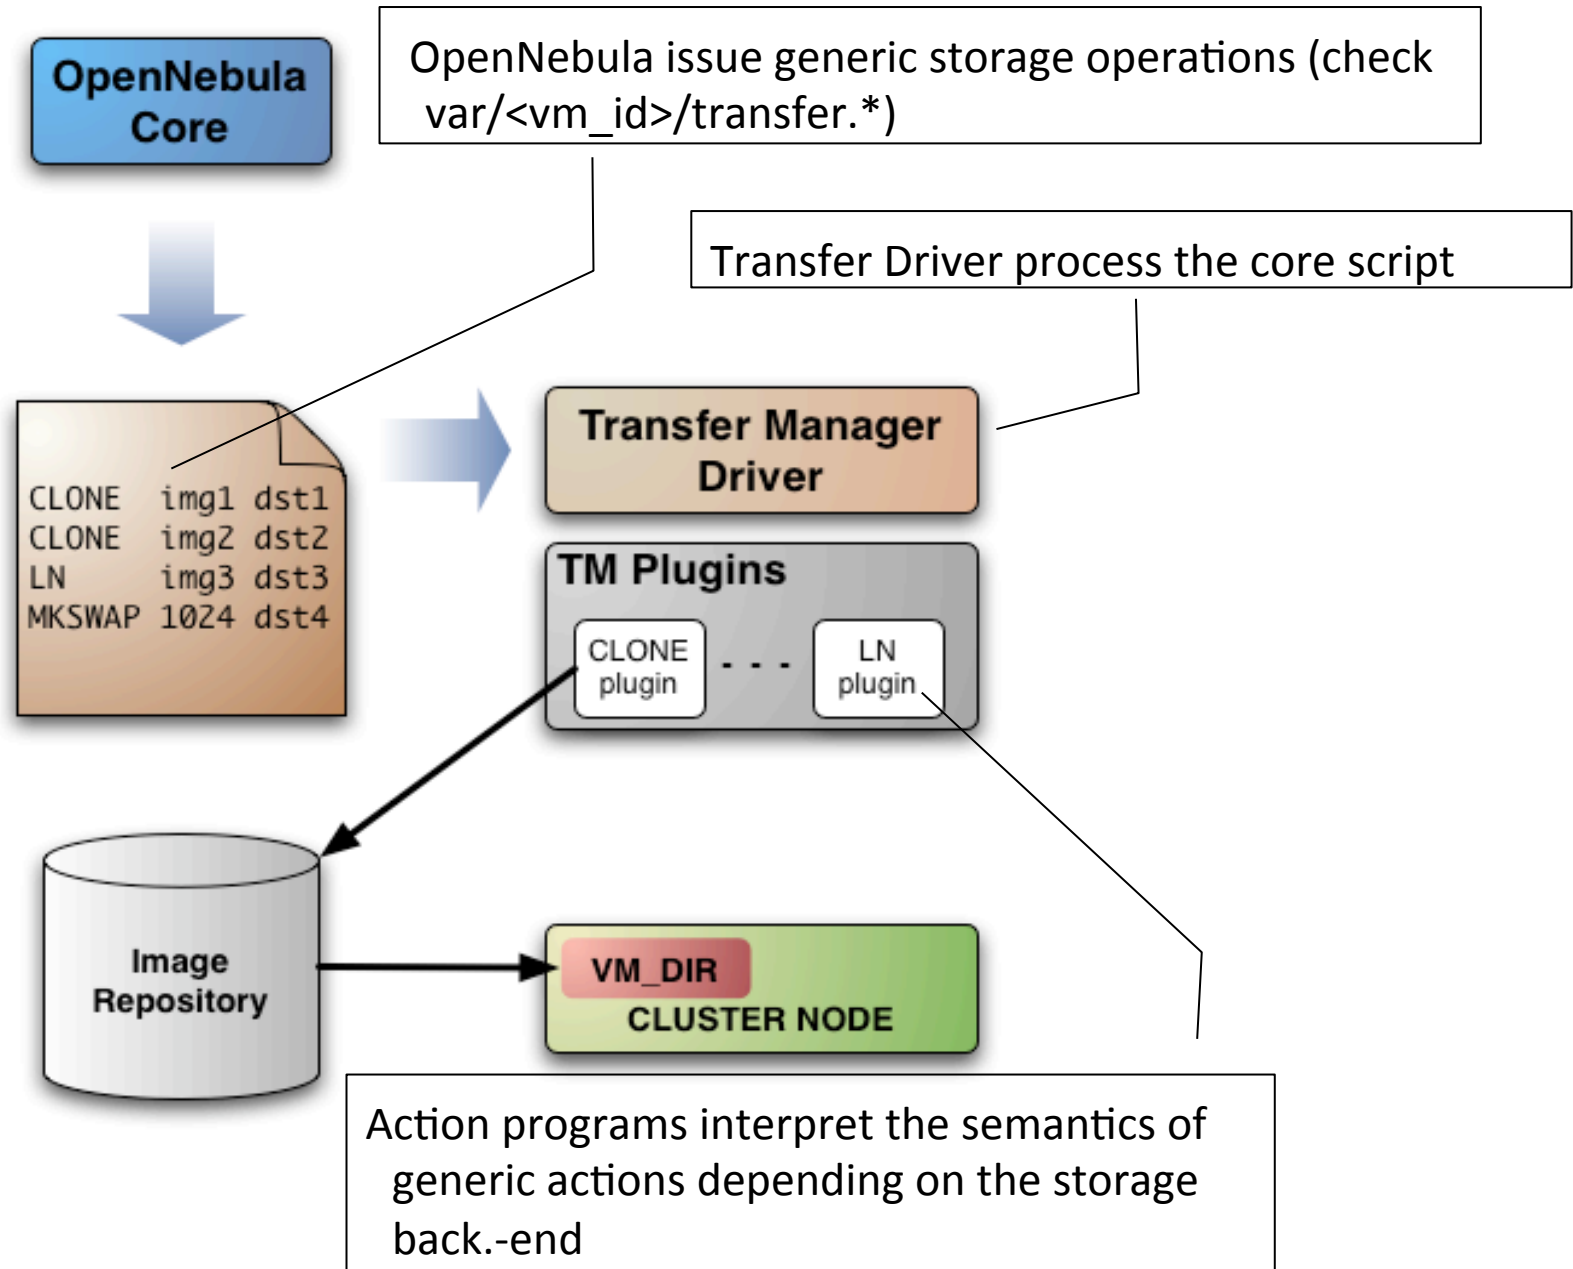 OpenNebula
Core
OpenNebula issue generic storage operations (check
var/<vm_id>/transfer.*)
Transfer Driver process the core script
CLONE img1 dst1
CLONE img2 dst2
LN img3 dst3
MKSWAP 1024 dst4
Transfer Manager
Driver
TM Plugins
CLONE
plugin
- - -
LN
plugin
Image
Repository
VM_DIR
CLUSTER NODE
Action programs interpret the semantics of
generic actions depending on the storage
back.-end